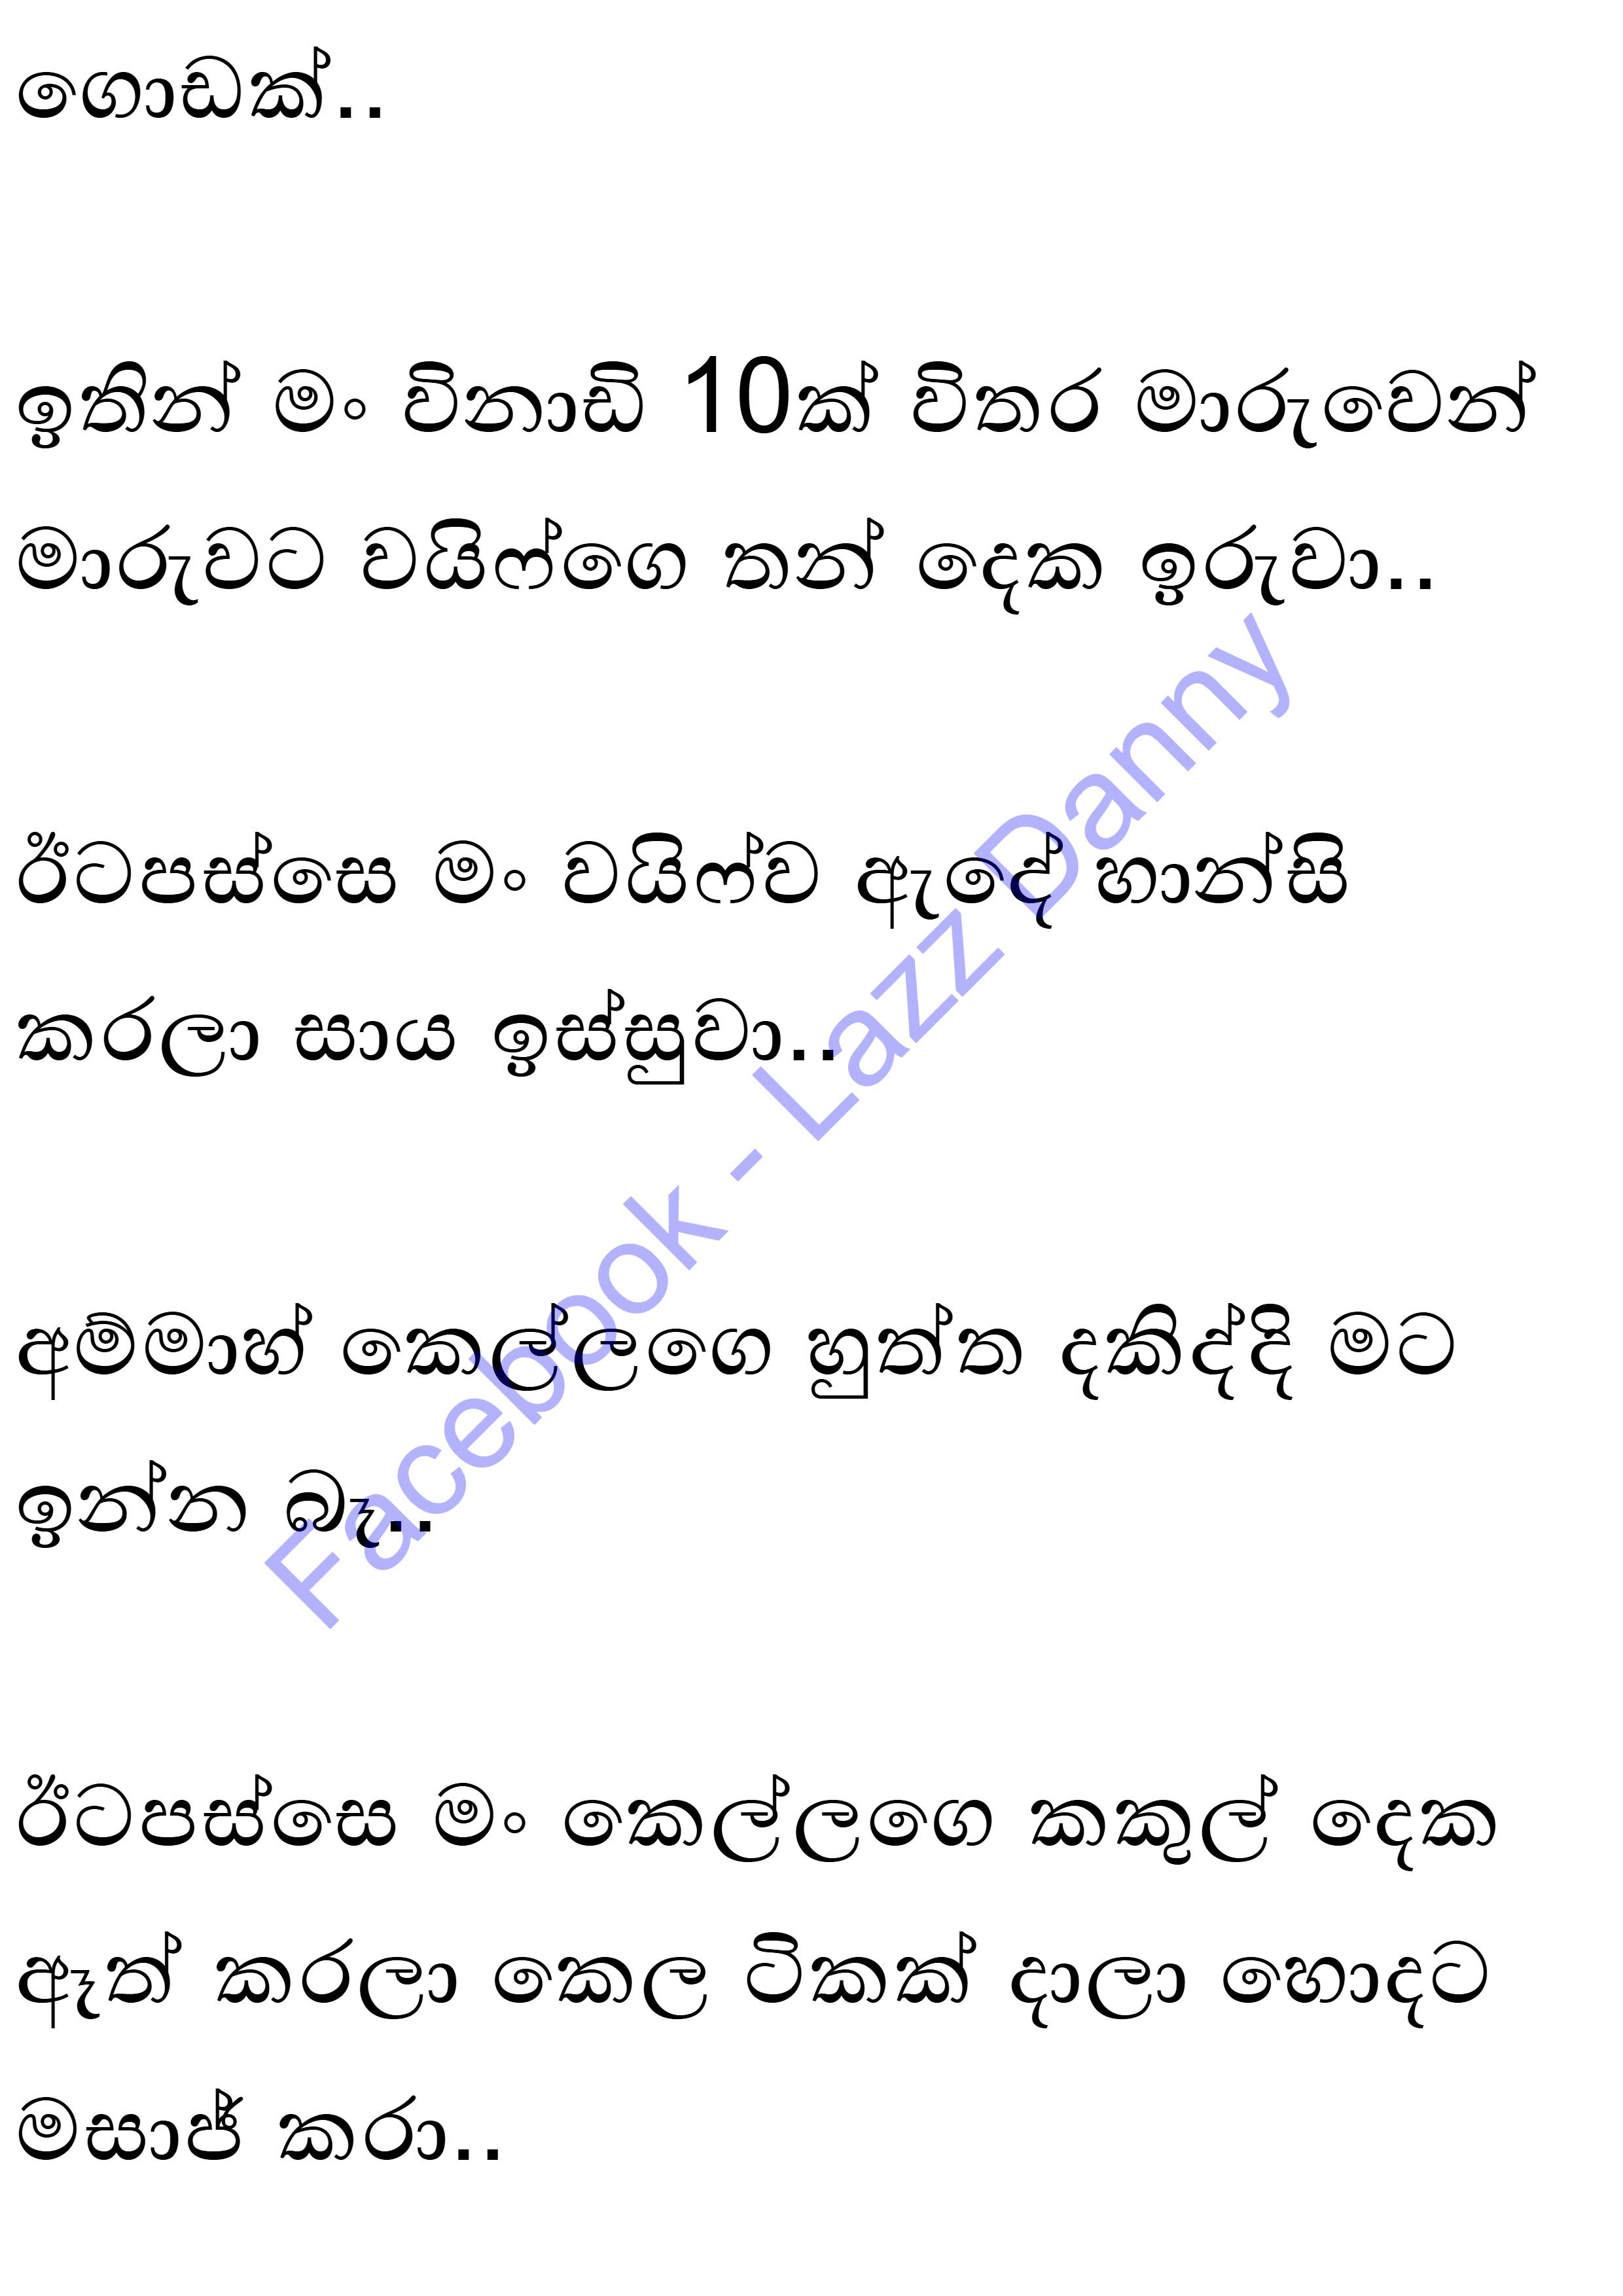 ගොඩක්..
ඉතින් මං විනාඩි 10ක් විතර මාරුවෙන්
මාරුවට වයිෆ්ගෙ තන් දෙක ඉරුවා..
ඊටපස්සෙ මං වයිෆ්ව ඇදේ හාන්සි
කරලා සාය ඉස්සුවා..
අම්මාහ් කෙල්ලගෙ හුත්ත දකිද්දි මට
ඉන්න බෑ..
ඊටපස්සෙ මං කෙල්ලගෙ කකුල් දෙක
ඈත් කරලා කෙල ටිකක් දාලා හොදට
මසාජ් කරා..
Facebook - Lazz Danny